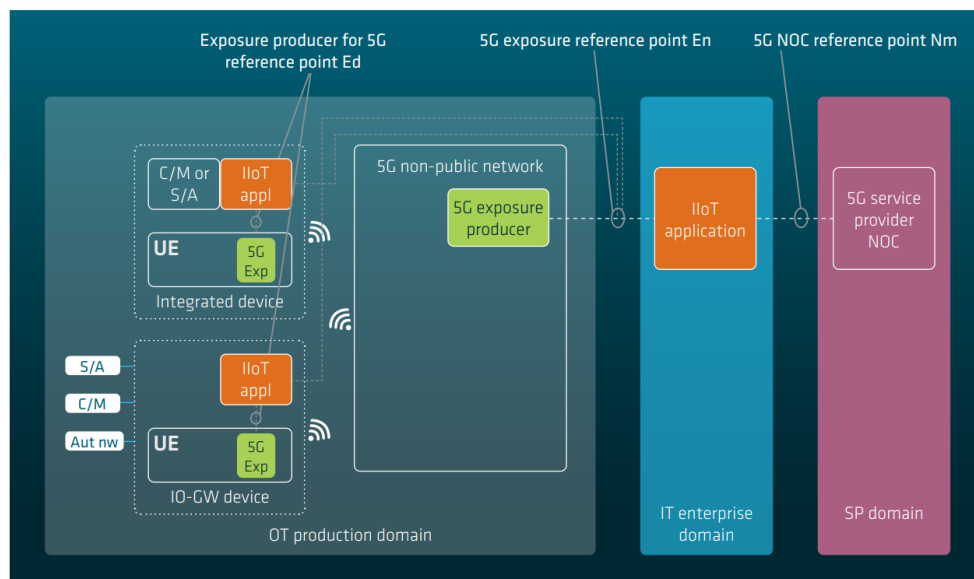 Exposure producer for 5G
reference point Ed
5G exposure reference point En
5G NOC reference point Nm
C/M or
S/A
IIoT
appl
UE
5G
Exp
Integrated device
S/A
C/M
Aut nw
IIoT
appl
UE
5G
Exp
IO-GW device
5G non-public network
5G exposure
producer
OT production domain
IIoT
application
IT enterprise
domain
5G service
provider
NOC
SP domain